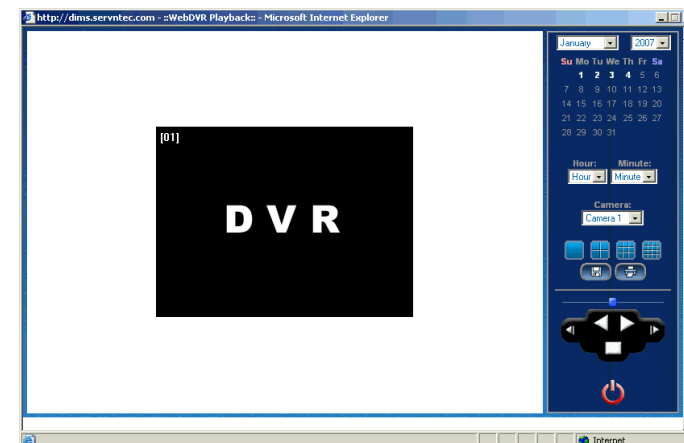 http://dims.servntec.com - ::WebDVR Playback:: - Microsoft Internet Explorer
January 2007
Su Mo Tu We Th Fr Sa
1 2 3 4 5 6
7 8 9 10 11 12 13
14 15 16 17 18 19 20
21 22 23 24 25 26 27
28 29 30 31
[01]
Hour: Minute:
Hour Minute
Camera:
Camera 1
DVR
Internet